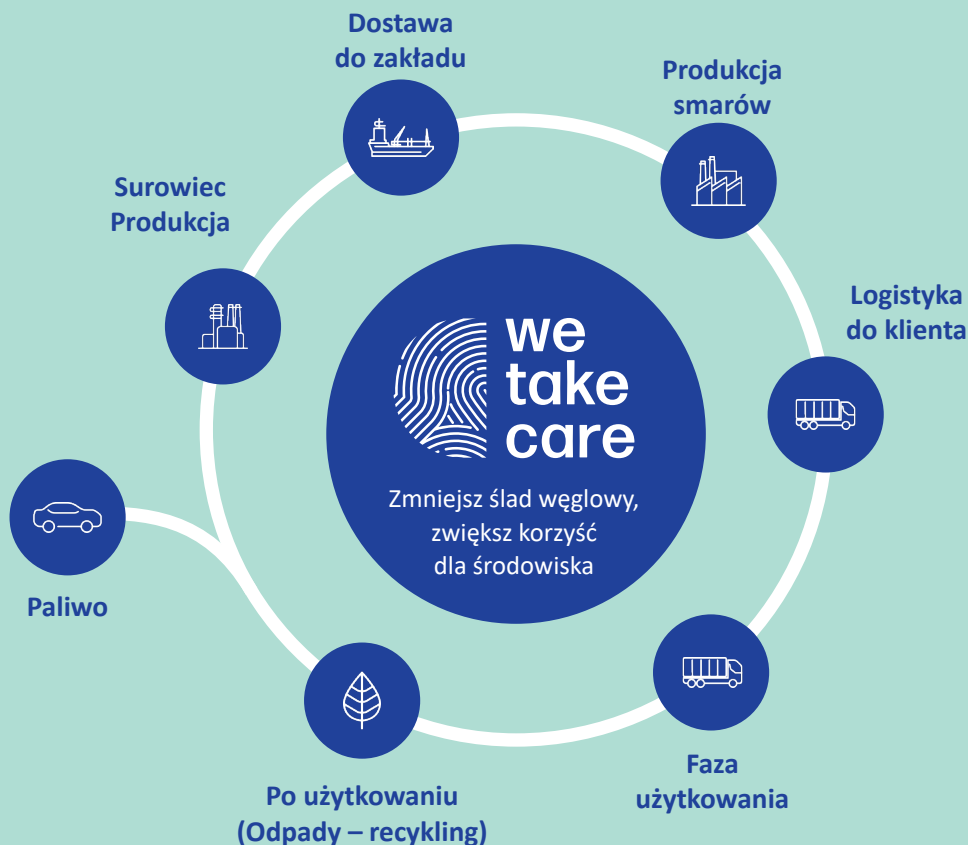 Dostawa
do zakładu
Produkcja
smarów
Surowiec
Produkcja
Logistyka
do klienta
we
take
care
Zmniejsz ślad węglowy,
zwiększ korzyść
dla środowiska
Paliwo
Faza
użytkowania
Po użytkowaniu
(Odpady – recykling)